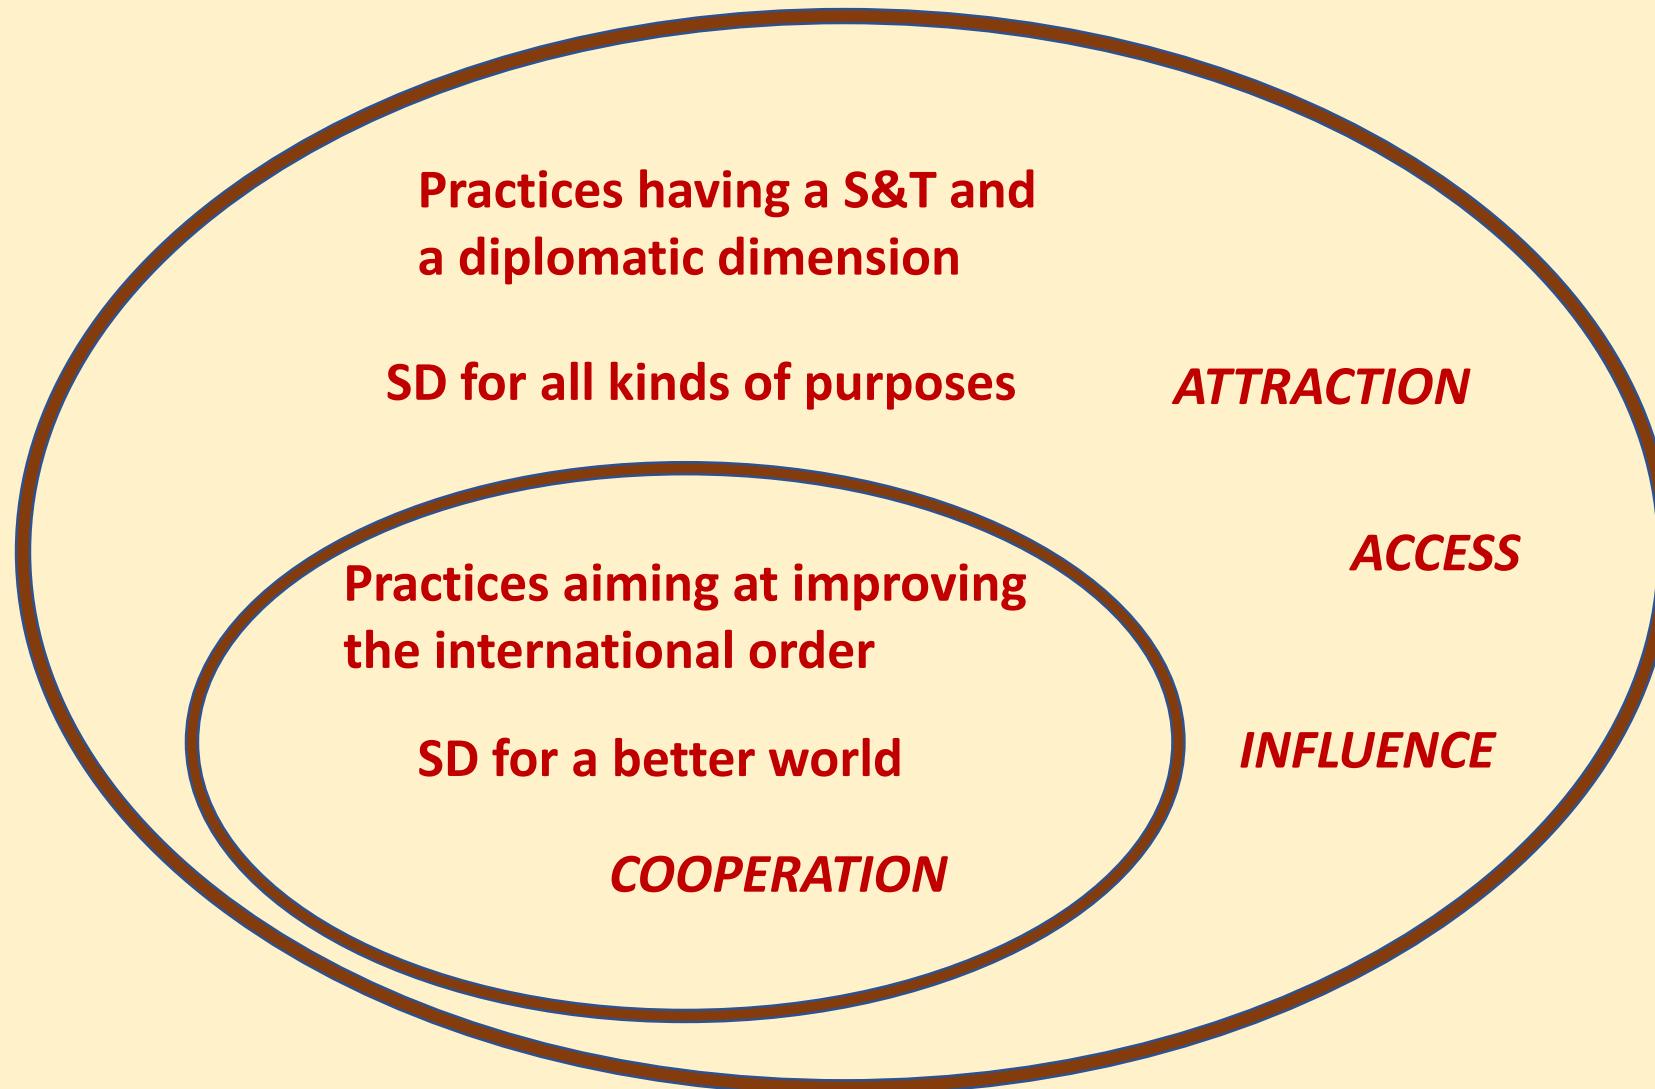 Practices having a S&T and
a diplomatic dimension
SD for all kinds of purposes
ATTRACTION
ACCESS
Practices aiming at improving
the international order
SD for a better world
INFLUENCE
COOPERATION